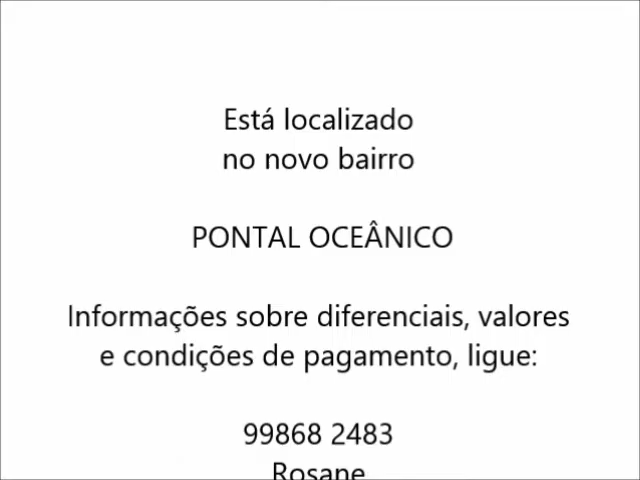 Está localizado
no novo bairro
PONTAL OCEÂNICO
Informações sobre diferenciais, valores
e condições de pagamento, ligue:
99868 2483
Rosane